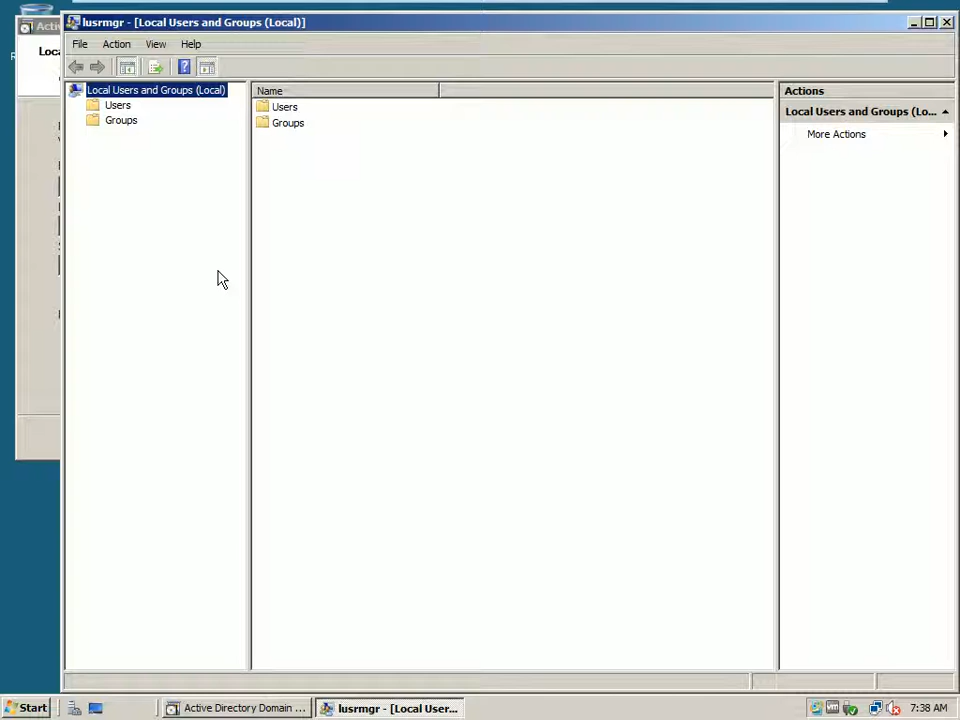 Activ
lusrmgr - [Local Users and Groups (Local)]
Loca
File Action View Help
Local Users and Groups (Local)
Users
Groups
Name
Users
Groups
Actions
Local Users and Groups (Lo...
More Actions
Start
Active Directory Domain ...
lusrmgr - [Local User...
7:38 AM